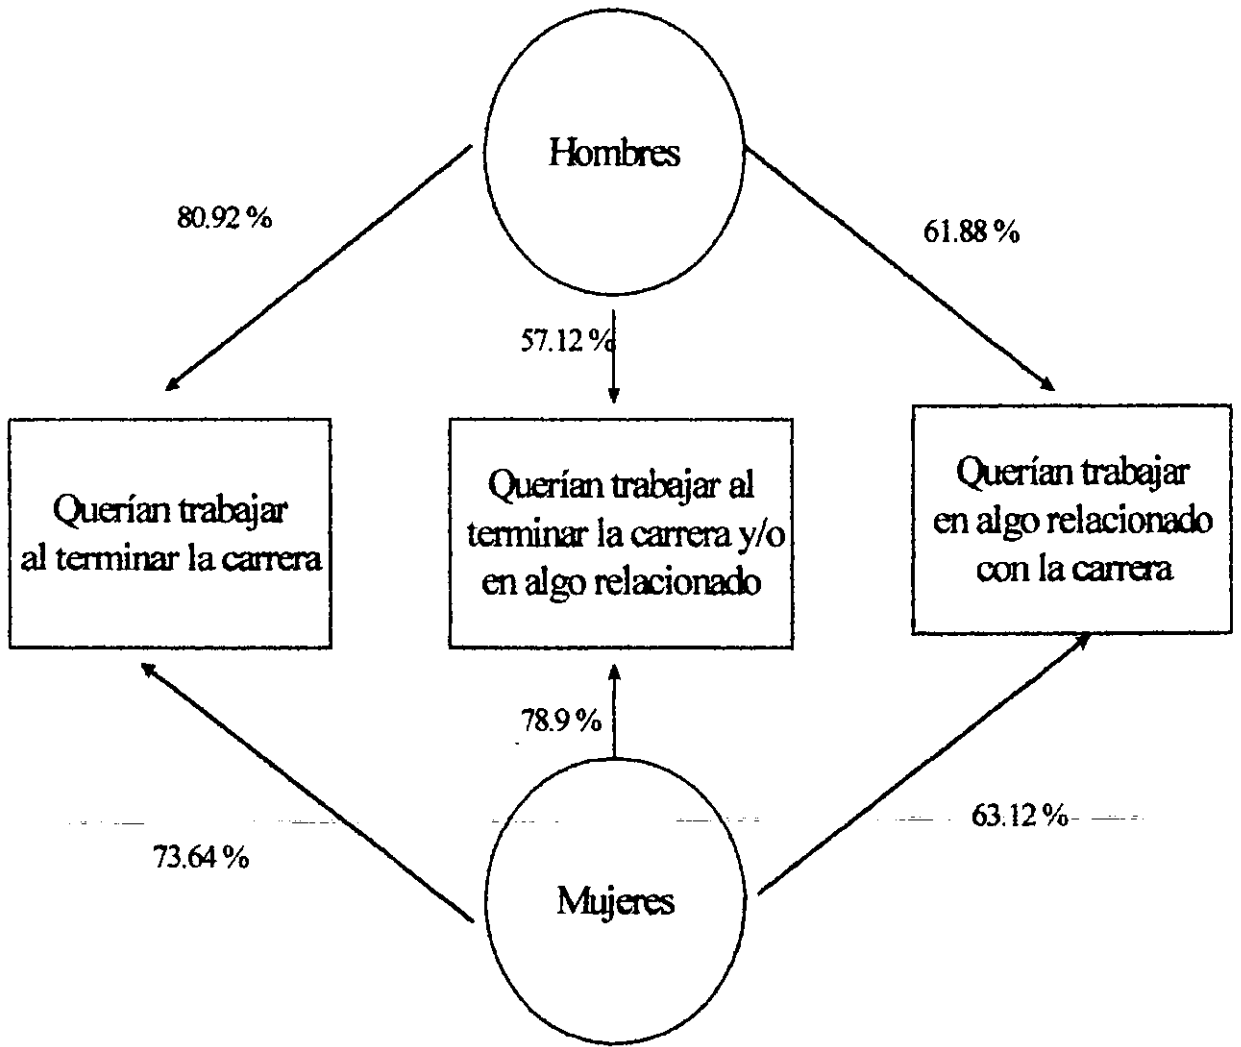 Hombres
80.92 %
61.88 %
57.12 %
Querían trabajar
al terminar la carrera
Querían trabajar al
terminar la carrera y/o
en algo relacionado
Querían trabajar
en algo relacionado
con la carrera
78.9 %
73.64 %
63.12 %
Mujeres